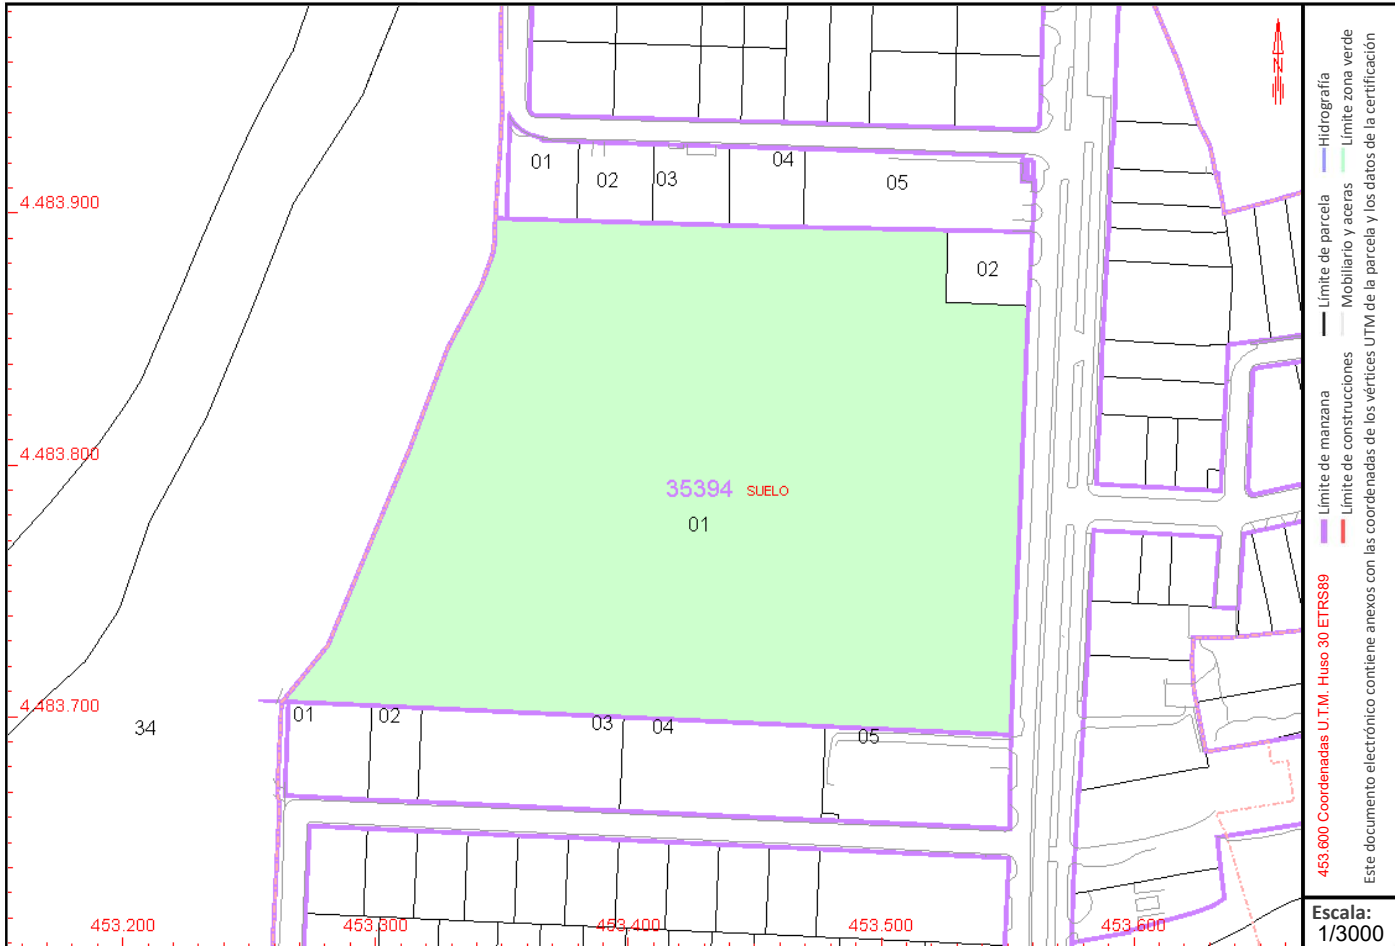 01
02
03
04
05
4.483.900
02
4.483.800
35394 SUELO
01
4.483.700
34
01
02
03
04
05
453.200
453.300
453.400
453.500
453.600
N
Límite de manzana
Límite de parcela
Hidrografía
Límite de construcciones
Mobiliario y aceras
Límite zona verde
453.600 Coordenadas U.T.M. Huso 30 ETRS89
Este documento electrónico contiene anexos con las coordenadas de los vértices UTM de la parcela y los datos de la certificación
Escala:
1/3000